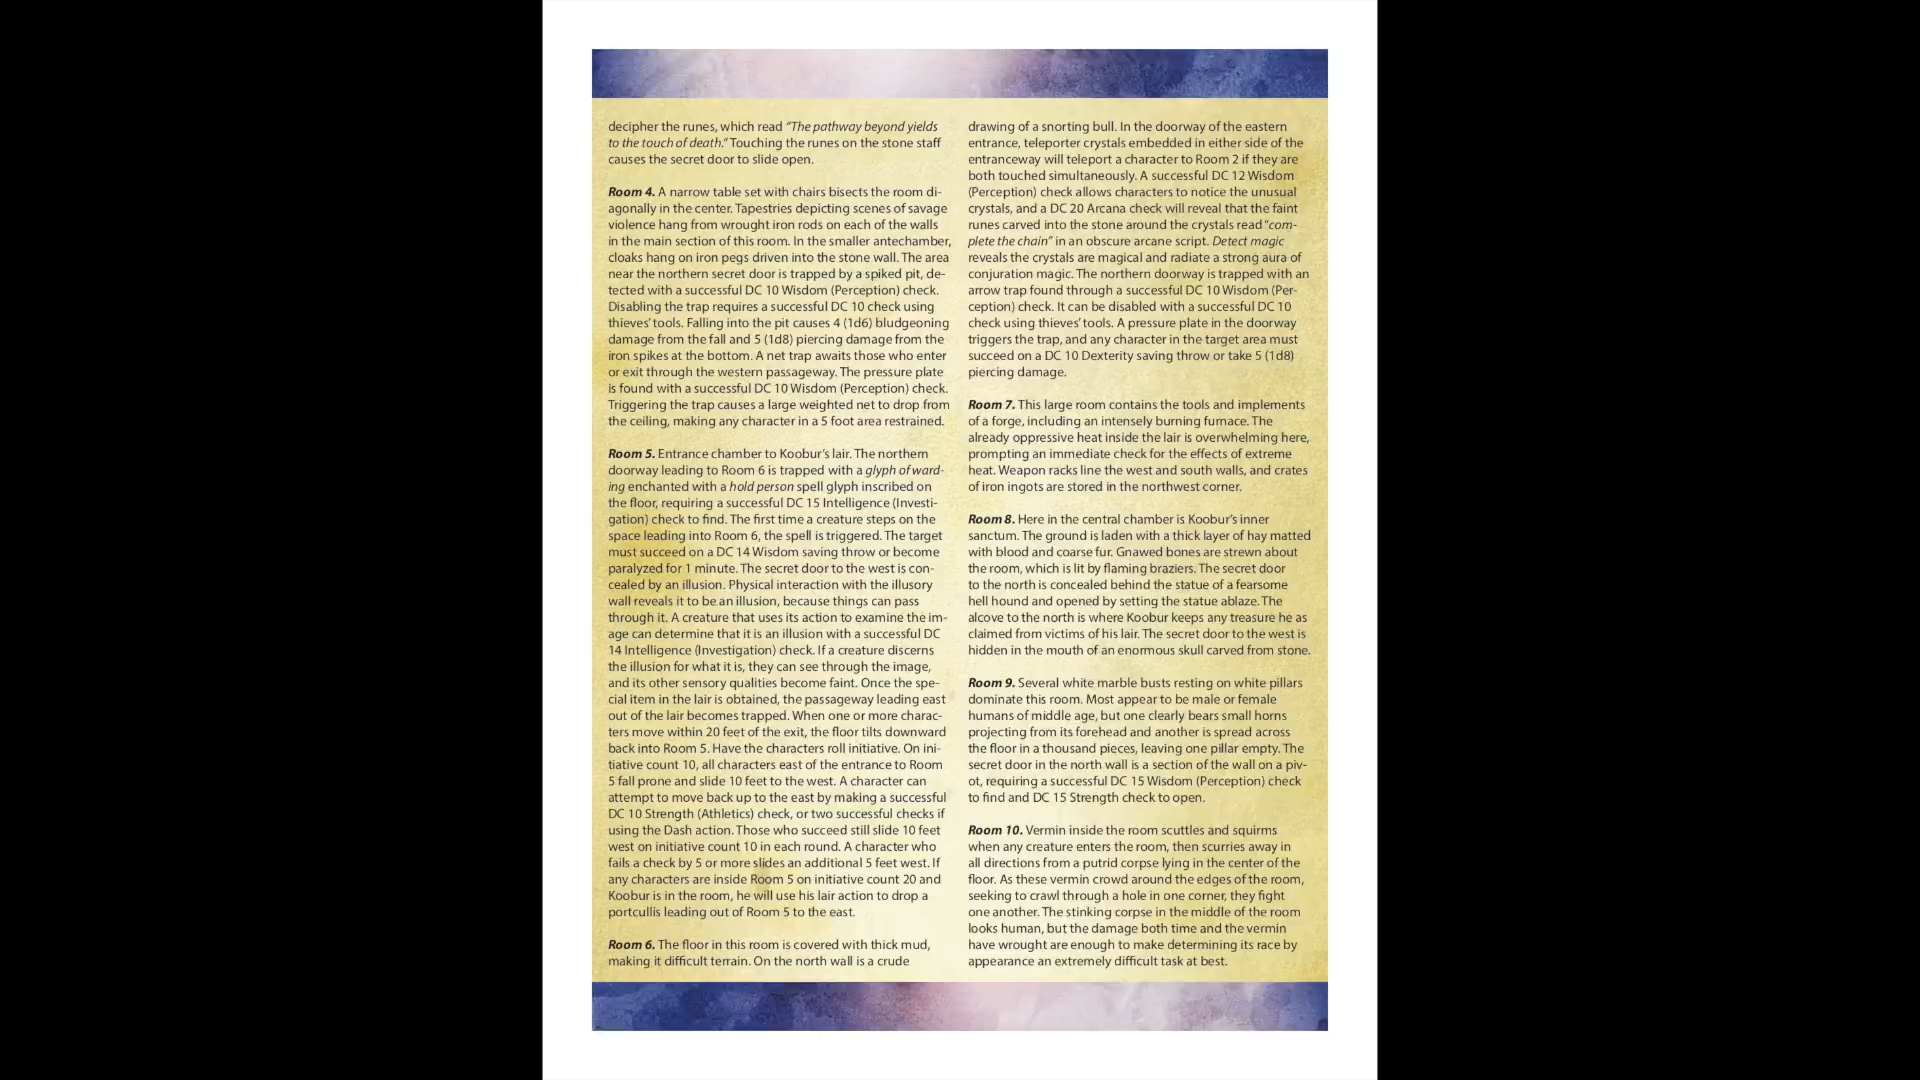 decipher the runes, which read “The pathway beyond yields
to the touch of death.” Touching the runes on the stone staff
causes the secret door to slide open.
Room 4. A narrow table set with chairs bisects the room di-
agonally in the center. Tapestries depicting scenes of savage
violence hang from wrought iron rods on each of the walls
in the main section of this room. In the smaller antechamber,
cloaks hang on iron pegs driven into the stone wall. The area
near the northern secret door is trapped by a spiked pit, de-
tected with a successful DC 10 Wisdom (Perception) check.
Disabling the trap requires a successful DC 10 check using
thieves’ tools. Falling into the pit causes 4 (1d6) bludgeoning
damage from the fall and 5 (1d8) piercing damage from the
iron spikes at the bottom. A net trap awaits those who enter
or exit through the western passageway. The pressure plate
is found with a successful DC 10 Wisdom (Perception) check.
Triggering the trap causes a large weighted net to drop from
the ceiling, making any character in a 5 foot area restrained.
Room 5. Entrance chamber to Koobur’s lair. The northern
doorway leading to Room 6 is trapped with a glyph of ward-
ing enchanted with a hold person spell glyph inscribed on
the floor, requiring a successful DC 15 Intelligence (Investi-
gation) check to find. The first time a creature steps on the
space leading into Room 6, the spell is triggered. The target
must succeed on a DC 14 Wisdom saving throw or become
paralyzed for 1 minute. The secret door to the west is con-
cealed by an illusion. Physical interaction with the illusory
wall reveals it to be an illusion, because things can pass
through it. A creature that uses its action to examine the im-
age can determine that it is an illusion with a successful DC
14 Intelligence (Investigation) check. If a creature discerns
the illusion for what it is, they can see through the image,
and its other sensory qualities become faint. Once the spe-
cial item in the lair is obtained, the passageway leading east
out of the lair becomes trapped. When one or more charac-
ters move within 20 feet of the exit, the floor tilts downward
back into Room 5. Have the characters roll initiative. On ini-
tiative count 10, all characters east of the entrance to Room
5 fall prone and slide 10 feet to the west. A character can
attempt to move back up to the east by making a successful
DC 10 Strength (Athletics) check, or two successful checks if
using the Dash action. Those who succeed still slide 10 feet
west on initiative count 10 in each round. A character who
fails a check by 5 or more slides an additional 5 feet west. If
any characters are inside Room 5 on initiative count 20 and
Koobur is in the room, he will use his lair action to drop a
portcullis leading out of Room 5 to the east.
Room 6. The floor in this room is covered with thick mud,
making it difficult terrain. On the north wall is a crude
drawing of a snorting bull. In the doorway of the eastern
entrance, teleporter crystals embedded in either side of the
entranceway will teleport a character to Room 2 if they are
both touched simultaneously. A successful DC 12 Wisdom
(Perception) check allows characters to notice the unusual
crystals, and a DC 20 Arcana check will reveal that the faint
runes carved into the stone around the crystals read “com-
plete the chain” in an obscure arcane script. Detect magic
reveals the crystals are magical and radiate a strong aura of
conjuration magic. The northern doorway is trapped with an
arrow trap found through a successful DC 10 Wisdom (Per-
ception) check. It can be disabled with a successful DC 10
check using thieves’ tools. A pressure plate in the doorway
triggers the trap, and any character in the target area must
succeed on a DC 10 Dexterity saving throw or take 5 (1d8)
piercing damage.
Room 7. This large room contains the tools and implements
of a forge, including an intensely burning furnace. The
already oppressive heat inside the lair is overwhelming here,
prompting an immediate check for the effects of extreme
heat. Weapon racks line the west and south walls, and crates
of iron ingots are stored in the northwest corner.
Room 8. Here in the central chamber is Koobur’s inner
sanctum. The ground is laden with a thick layer of hay matted
with blood and coarse fur. Gnawed bones are strewn about
the room, which is lit by flaming braziers. The secret door
to the north is concealed behind the statue of a fearsome
hell hound and opened by setting the statue ablaze. The
alcove to the north is where Koobur keeps any treasure he as
claimed from victims of his lair. The secret door to the west is
hidden in the mouth of an enormous skull carved from stone.
Room 9. Several white marble busts resting on white pillars
dominate this room. Most appear to be male or female
humans of middle age, but one clearly bears small horns
projecting from its forehead and another is spread across
the floor in a thousand pieces, leaving one pillar empty. The
secret door in the north wall is a section of the wall on a piv-
ot, requiring a successful DC 15 Wisdom (Perception) check
to find and DC 15 Strength check to open.
Room 10. Vermin inside the room scuttles and squirms
when any creature enters the room, then scurries away in
all directions from a putrid corpse lying in the center of the
floor. As these vermin crowd around the edges of the room,
seeking to crawl through a hole in one corner, they fight
one another. The stinking corpse in the middle of the room
looks human, but the damage both time and the vermin
have wrought are enough to make determining its race by
appearance an extremely difficult task at best.